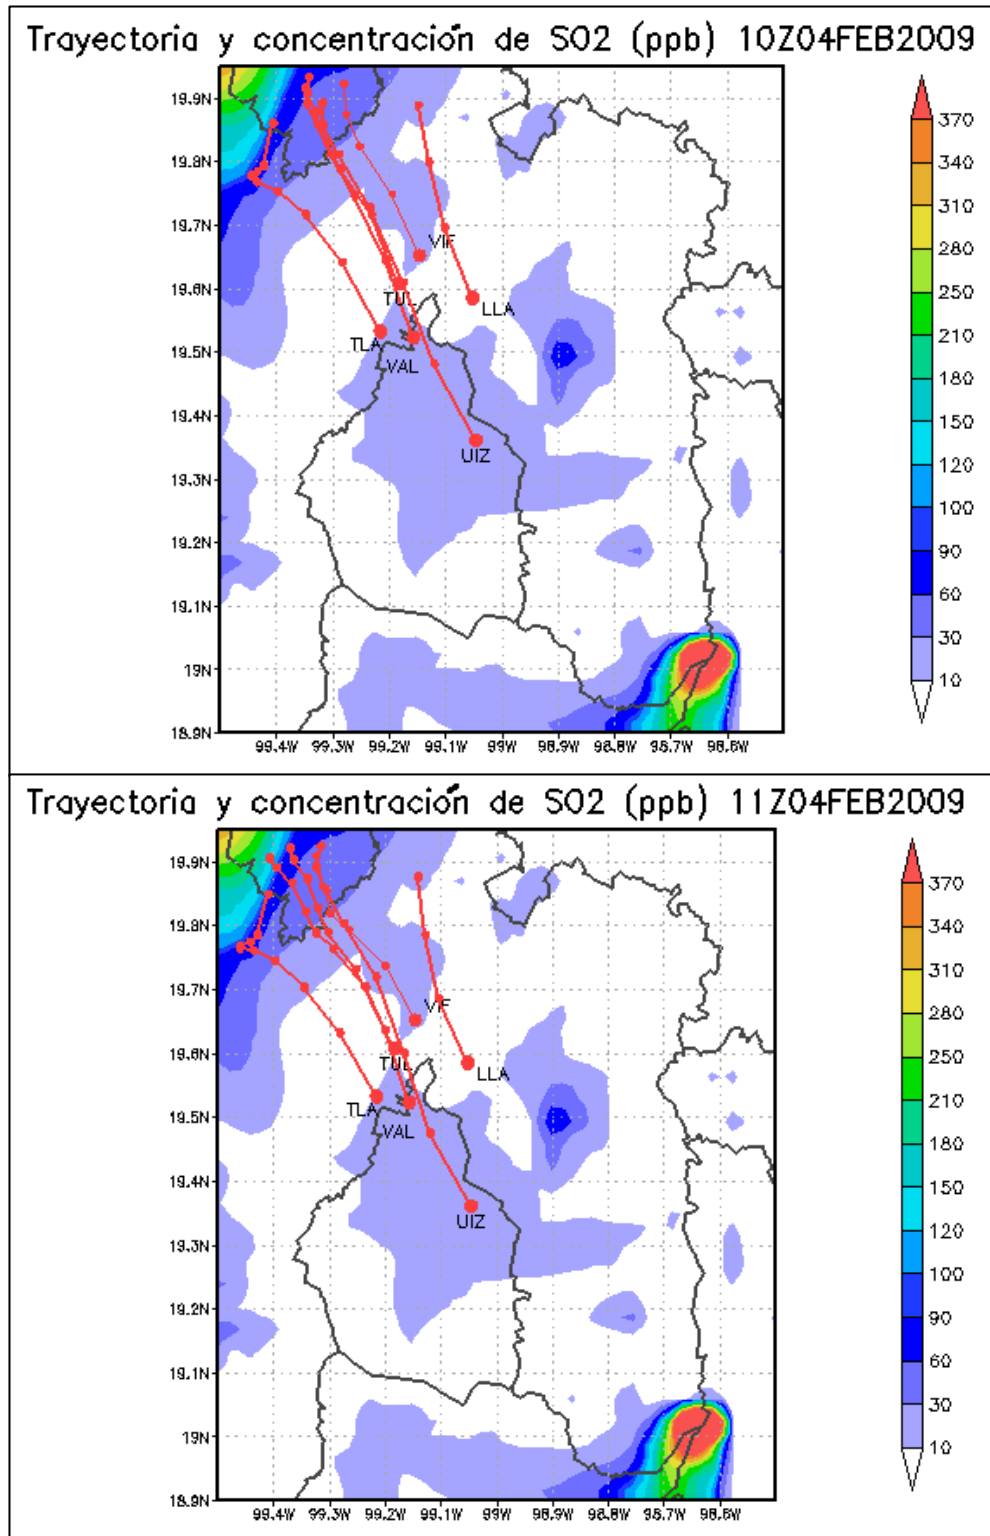 Trayectoria y concentración de SO2 (ppb) 10Z04FEB2009
19.9N
19.8N
19.7N
19.6N
19.5N
19.4N
19.3N
19.2N
19.1N
19N
18.9N
99.4W 99.3W 99.2W 99.1W 99W 98.9W 98.8W 98.7W 98.6W
VIF
TUL
LLA
TLA
VAL
UIZ
370
340
310
280
250
210
180
150
120
100
90
60
30
10
Trayectoria y concentración de SO2 (ppb) 11Z04FEB2009
19.9N
19.8N
19.7N
19.6N
19.5N
19.4N
19.3N
19.2N
19.1N
19N
18.9N
99.4W 99.3W 99.2W 99.1W 99W 98.9W 98.8W 98.7W 98.6W
VIF
TUL
LLA
TLA
VAL
UIZ
370
340
310
280
250
210
180
150
120
100
90
60
30
10